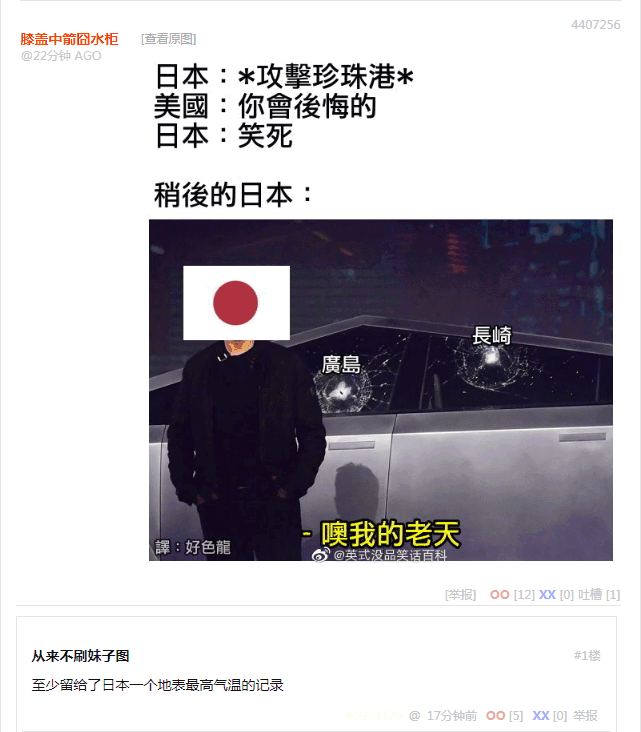 4407256
膝盖中箭囧水柜 [查看原图]
@22分钟 AGO
日本：*攻擊珍珠港*
美國：你會後悔的
日本：笑死
稍後的日本：
長崎
廣島
- 噢我的老天
譯：好色龍
@英式没品笑话百科
[举报] OO [12] XX [0] 吐槽 [1]
从来不刷妹子图 #1楼
至少留给了日本一个地表最高气温的记录
@ 17分钟前 OO [5] XX [0] 举报